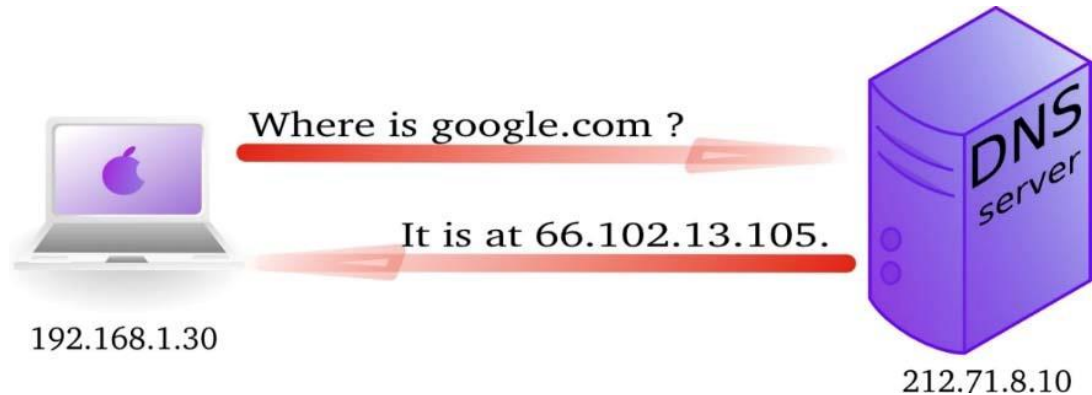 Where is google.com ?
DNS
server
It is at 66.102.13.105.
192.168.1.30
212.71.8.10